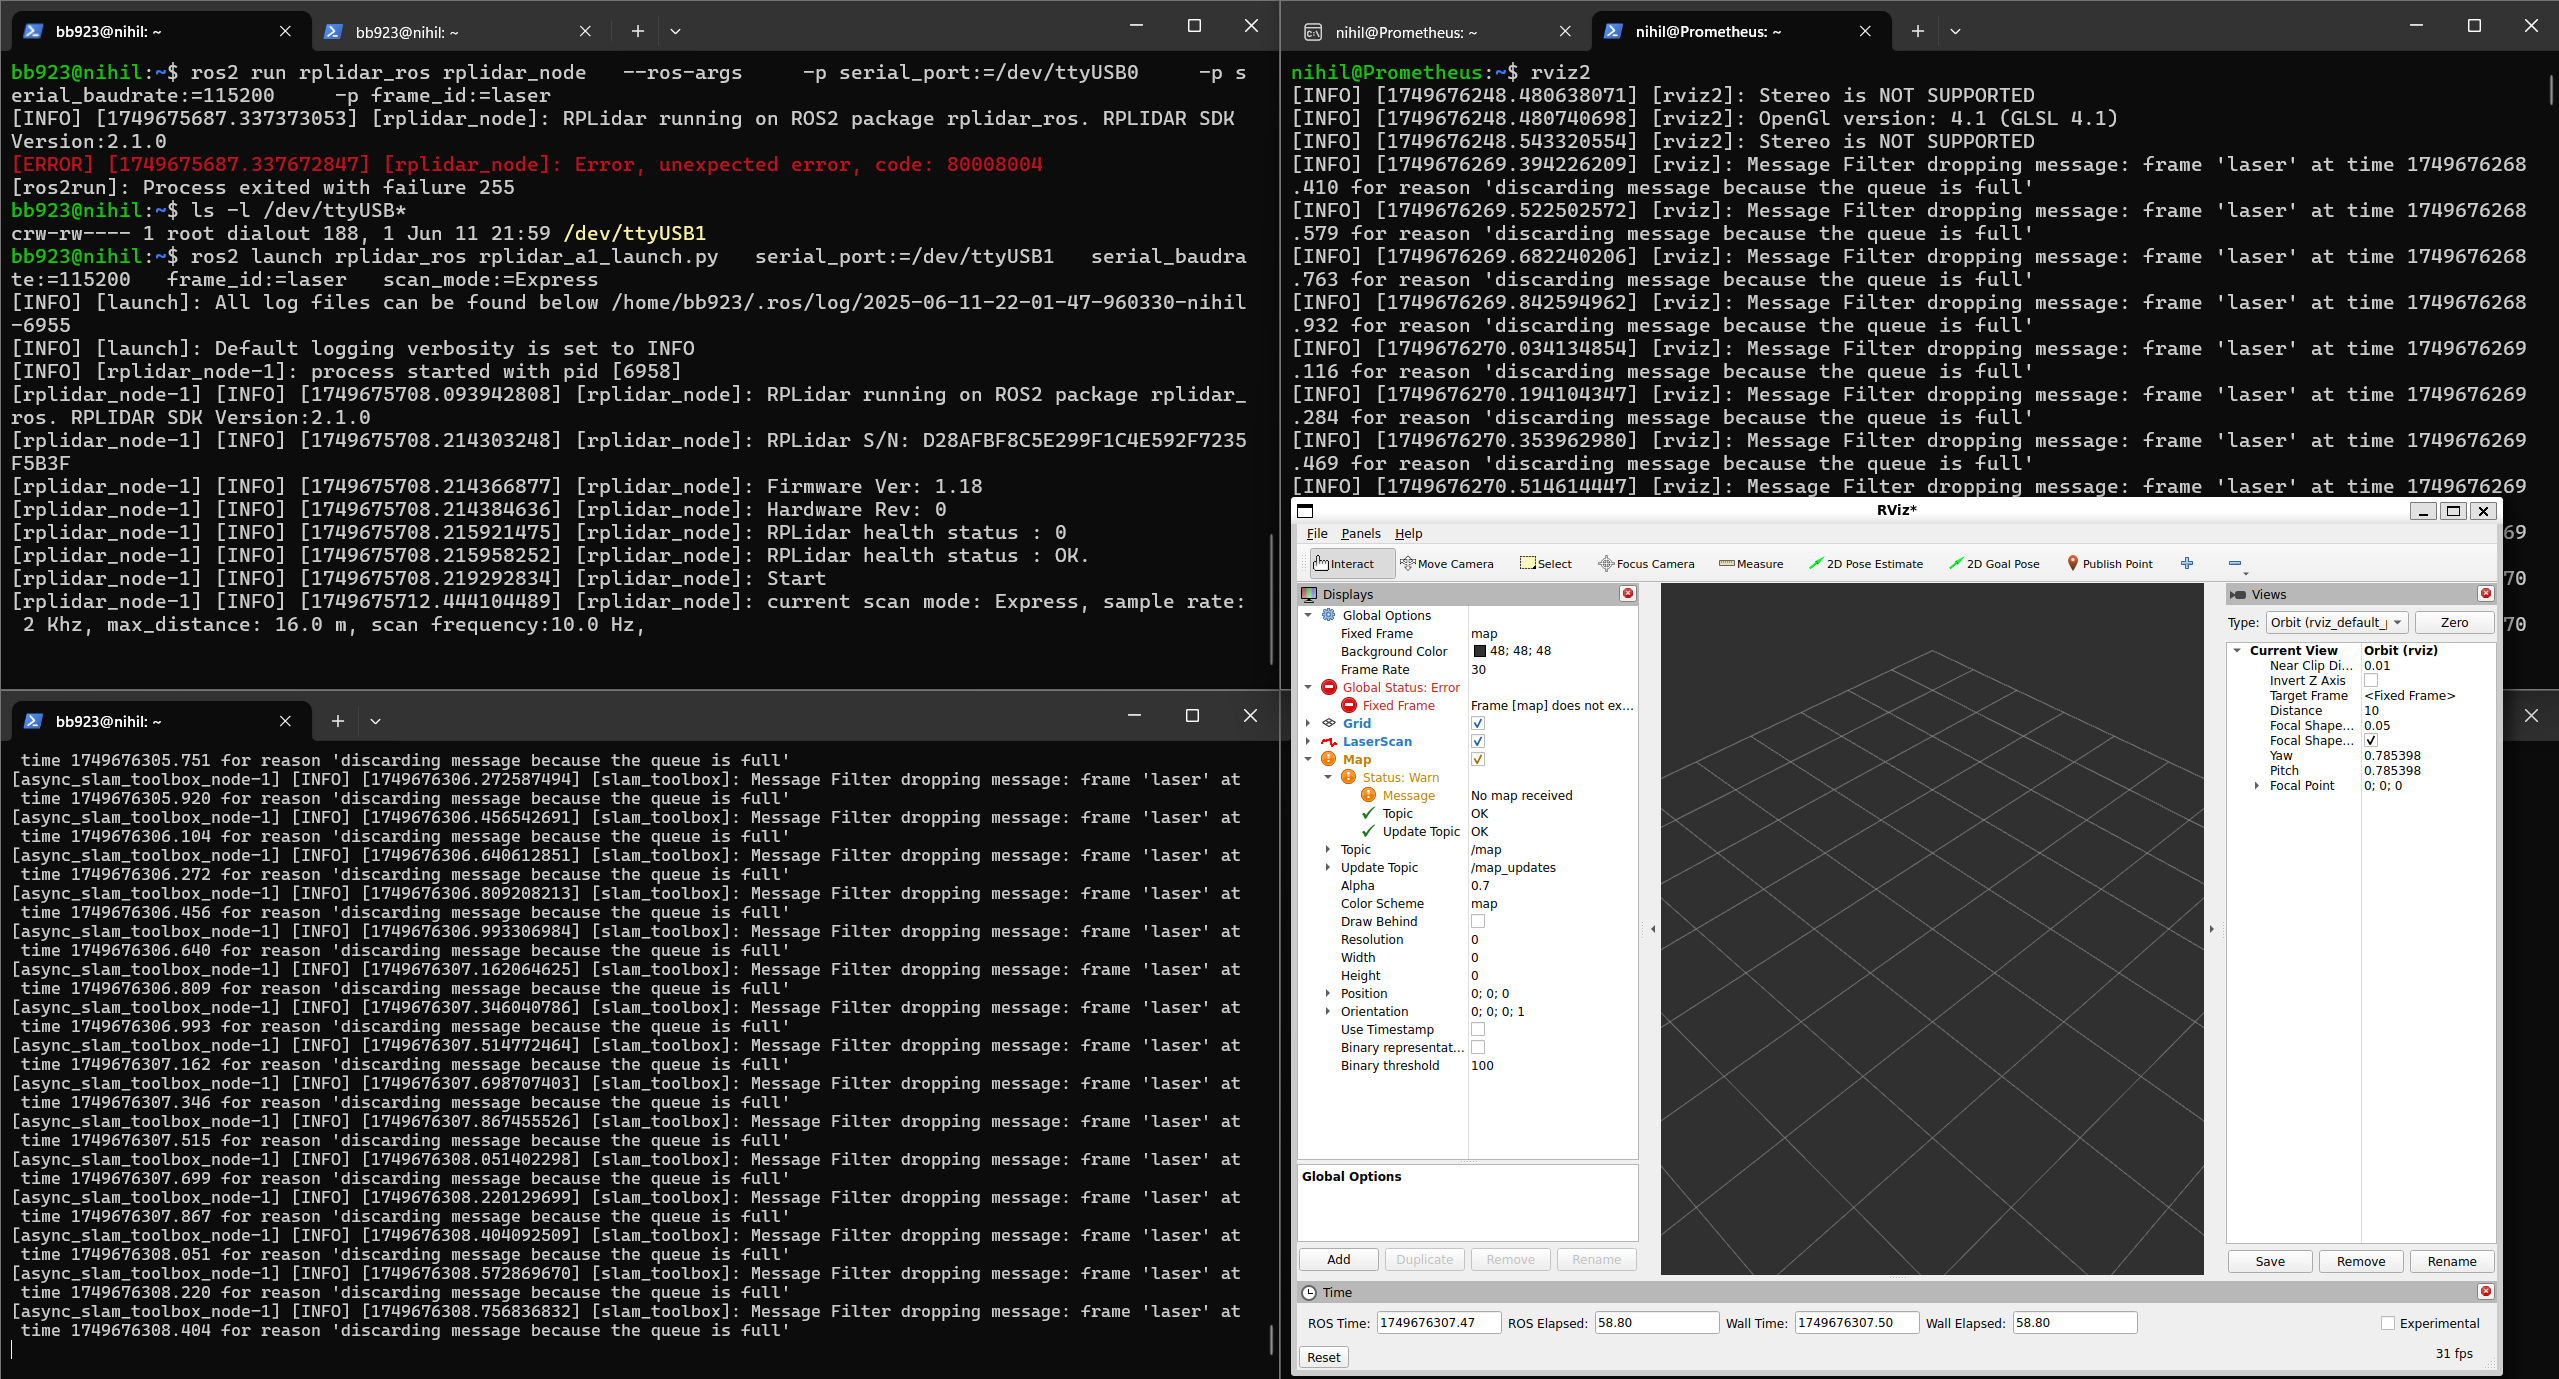 bb923@nihil: ~
bb923@nihil: ~
bb923@nihil:~$ ros2 run rplidar_ros rplidar_node   --ros-args     -p serial_port:=/dev/ttyUSB0     -p s
erial_baudrate:=115200     -p frame_id:=laser
[INFO] [1749675687.337373053] [rplidar_node]: RPLidar running on ROS2 package rplidar_ros. RPLIDAR SDK
Version:2.1.0
[ERROR] [1749675687.337672847] [rplidar_node]: Error, unexpected error, code: 80008004
[ros2run]: Process exited with failure 255
bb923@nihil:~$ ls -l /dev/ttyUSB*
crw-rw---- 1 root dialout 188, 1 Jun 11 21:59 /dev/ttyUSB1
bb923@nihil:~$ ros2 launch rplidar_ros rplidar_a1_launch.py   serial_port:=/dev/ttyUSB1   serial_baudra
te:=115200   frame_id:=laser   scan_mode:=Express
[INFO] [launch]: All log files can be found below /home/bb923/.ros/log/2025-06-11-22-01-47-960330-nihil
-6955
[INFO] [launch]: Default logging verbosity is set to INFO
[INFO] [rplidar_node-1]: process started with pid [6958]
[rplidar_node-1] [INFO] [1749675708.093942808] [rplidar_node]: RPLidar running on ROS2 package rplidar_
ros. RPLIDAR SDK Version:2.1.0
[rplidar_node-1] [INFO] [1749675708.214303248] [rplidar_node]: RPLidar S/N: D28AFBF8C5E299F1C4E592F7235
F5B3F
[rplidar_node-1] [INFO] [1749675708.214366877] [rplidar_node]: Firmware Ver: 1.18
[rplidar_node-1] [INFO] [1749675708.214384636] [rplidar_node]: Hardware Rev: 0
[rplidar_node-1] [INFO] [1749675708.215921475] [rplidar_node]: RPLidar health status : 0
[rplidar_node-1] [INFO] [1749675708.215958252] [rplidar_node]: RPLidar health status : OK.
[rplidar_node-1] [INFO] [1749675708.219292834] [rplidar_node]: Start
[rplidar_node-1] [INFO] [1749675712.444104489] [rplidar_node]: current scan mode: Express, sample rate:
 2 Khz, max_distance: 16.0 m, scan frequency:10.0 Hz,
nihil@Prometheus: ~
nihil@Prometheus: ~
nihil@Prometheus:~$ rviz2
[INFO] [1749676248.480638071] [rviz2]: Stereo is NOT SUPPORTED
[INFO] [1749676248.480740698] [rviz2]: OpenGl version: 4.1 (GLSL 4.1)
[INFO] [1749676248.543320554] [rviz2]: Stereo is NOT SUPPORTED
[INFO] [1749676269.394226209] [rviz]: Message Filter dropping message: frame 'laser' at time 1749676268
.410 for reason 'discarding message because the queue is full'
[INFO] [1749676269.522502572] [rviz]: Message Filter dropping message: frame 'laser' at time 1749676268
.579 for reason 'discarding message because the queue is full'
[INFO] [1749676269.682240206] [rviz]: Message Filter dropping message: frame 'laser' at time 1749676268
.763 for reason 'discarding message because the queue is full'
[INFO] [1749676269.842594962] [rviz]: Message Filter dropping message: frame 'laser' at time 1749676268
.932 for reason 'discarding message because the queue is full'
[INFO] [1749676270.034134854] [rviz]: Message Filter dropping message: frame 'laser' at time 1749676269
.116 for reason 'discarding message because the queue is full'
[INFO] [1749676270.194104347] [rviz]: Message Filter dropping message: frame 'laser' at time 1749676269
.284 for reason 'discarding message because the queue is full'
[INFO] [1749676270.353962980] [rviz]: Message Filter dropping message: frame 'laser' at time 1749676269
.469 for reason 'discarding message because the queue is full'
[INFO] [1749676270.514614447] [rviz]: Message Filter dropping message: frame 'laser' at time 1749676269
69
70
70
bb923@nihil: ~
 time 1749676305.751 for reason 'discarding message because the queue is full'
[async_slam_toolbox_node-1] [INFO] [1749676306.272587494] [slam_toolbox]: Message Filter dropping message: frame 'laser' at
 time 1749676305.920 for reason 'discarding message because the queue is full'
[async_slam_toolbox_node-1] [INFO] [1749676306.456542691] [slam_toolbox]: Message Filter dropping message: frame 'laser' at
 time 1749676306.104 for reason 'discarding message because the queue is full'
[async_slam_toolbox_node-1] [INFO] [1749676306.640612851] [slam_toolbox]: Message Filter dropping message: frame 'laser' at
 time 1749676306.272 for reason 'discarding message because the queue is full'
[async_slam_toolbox_node-1] [INFO] [1749676306.809208213] [slam_toolbox]: Message Filter dropping message: frame 'laser' at
 time 1749676306.456 for reason 'discarding message because the queue is full'
[async_slam_toolbox_node-1] [INFO] [1749676306.993306984] [slam_toolbox]: Message Filter dropping message: frame 'laser' at
 time 1749676306.640 for reason 'discarding message because the queue is full'
[async_slam_toolbox_node-1] [INFO] [1749676307.162064625] [slam_toolbox]: Message Filter dropping message: frame 'laser' at
 time 1749676306.809 for reason 'discarding message because the queue is full'
[async_slam_toolbox_node-1] [INFO] [1749676307.346040786] [slam_toolbox]: Message Filter dropping message: frame 'laser' at
 time 1749676306.993 for reason 'discarding message because the queue is full'
[async_slam_toolbox_node-1] [INFO] [1749676307.514772464] [slam_toolbox]: Message Filter dropping message: frame 'laser' at
 time 1749676307.162 for reason 'discarding message because the queue is full'
[async_slam_toolbox_node-1] [INFO] [1749676307.698707403] [slam_toolbox]: Message Filter dropping message: frame 'laser' at
 time 1749676307.346 for reason 'discarding message because the queue is full'
[async_slam_toolbox_node-1] [INFO] [1749676307.867455526] [slam_toolbox]: Message Filter dropping message: frame 'laser' at
 time 1749676307.515 for reason 'discarding message because the queue is full'
[async_slam_toolbox_node-1] [INFO] [1749676308.051402298] [slam_toolbox]: Message Filter dropping message: frame 'laser' at
 time 1749676307.699 for reason 'discarding message because the queue is full'
[async_slam_toolbox_node-1] [INFO] [1749676308.220129699] [slam_toolbox]: Message Filter dropping message: frame 'laser' at
 time 1749676307.867 for reason 'discarding message because the queue is full'
[async_slam_toolbox_node-1] [INFO] [1749676308.404092509] [slam_toolbox]: Message Filter dropping message: frame 'laser' at
 time 1749676308.051 for reason 'discarding message because the queue is full'
[async_slam_toolbox_node-1] [INFO] [1749676308.572869670] [slam_toolbox]: Message Filter dropping message: frame 'laser' at
 time 1749676308.220 for reason 'discarding message because the queue is full'
[async_slam_toolbox_node-1] [INFO] [1749676308.756836832] [slam_toolbox]: Message Filter dropping message: frame 'laser' at
 time 1749676308.404 for reason 'discarding message because the queue is full'
RViz*
File Panels Help
Interact Move Camera Select Focus Camera Measure 2D Pose Estimate 2D Goal Pose Publish Point
Displays
Global Options
Fixed Frame map
Background Color 48; 48; 48
Frame Rate 30
Global Status: Error
Fixed Frame Frame [map] does not ex...
Grid
LaserScan
Map
Status: Warn
Message No map received
Topic OK
Update Topic OK
Topic /map
Update Topic /map_updates
Alpha 0.7
Color Scheme map
Draw Behind
Resolution 0
Width 0
Height 0
Position 0; 0; 0
Orientation 0; 0; 0; 1
Use Timestamp
Binary representat...
Binary threshold 100
Global Options
Add Duplicate Remove Rename
Views
Type: Orbit (rviz_default_ Zero
Current View Orbit (rviz)
Near Clip Di... 0.01
Invert Z Axis
Target Frame <Fixed Frame>
Distance 10
Focal Shape... 0.05
Focal Shape...
Yaw 0.785398
Pitch 0.785398
Focal Point 0; 0; 0
Save Remove Rename
Time
ROS Time: 1749676307.47 ROS Elapsed: 58.80 Wall Time: 1749676307.50 Wall Elapsed: 58.80 Experimental
Reset 31 fps